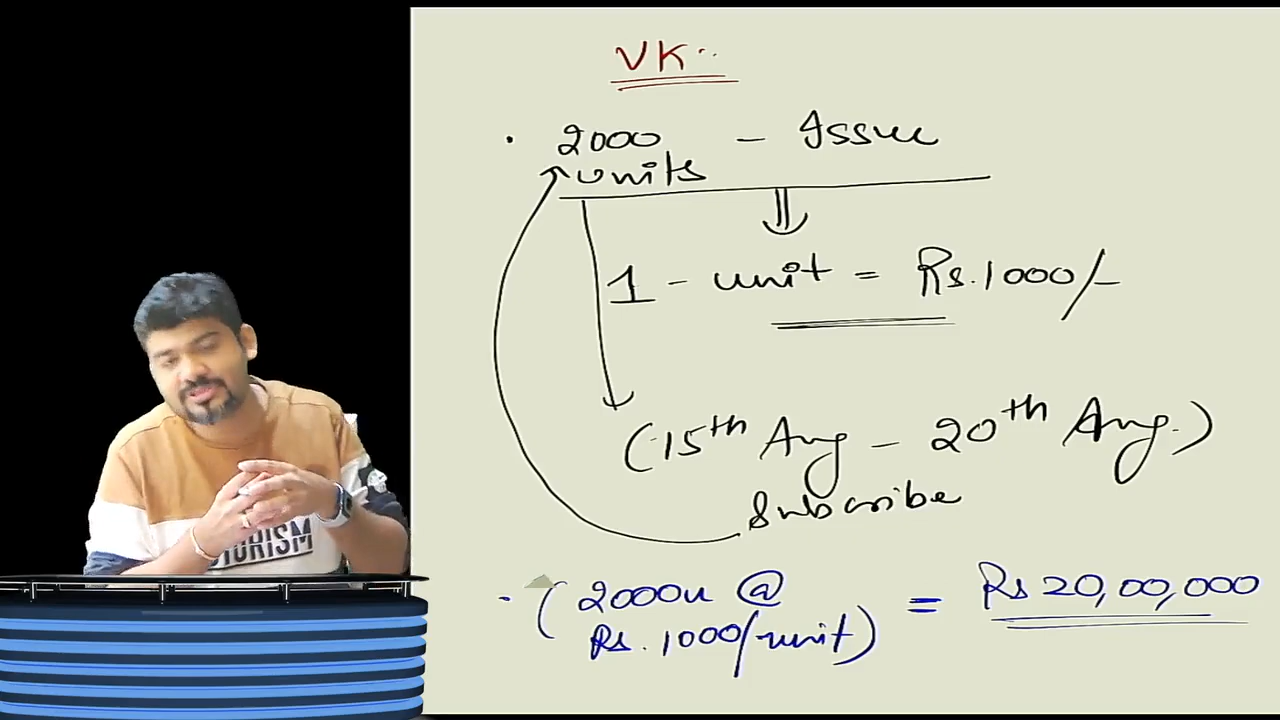 VK..
. 2000 - Issue
units
1 - unit = Rs.1000/-
(15th Aug - 20th Aug.)
Subscribe
. (2000u @ = Rs 20,00,000
Rs. 1000/unit)
URISM